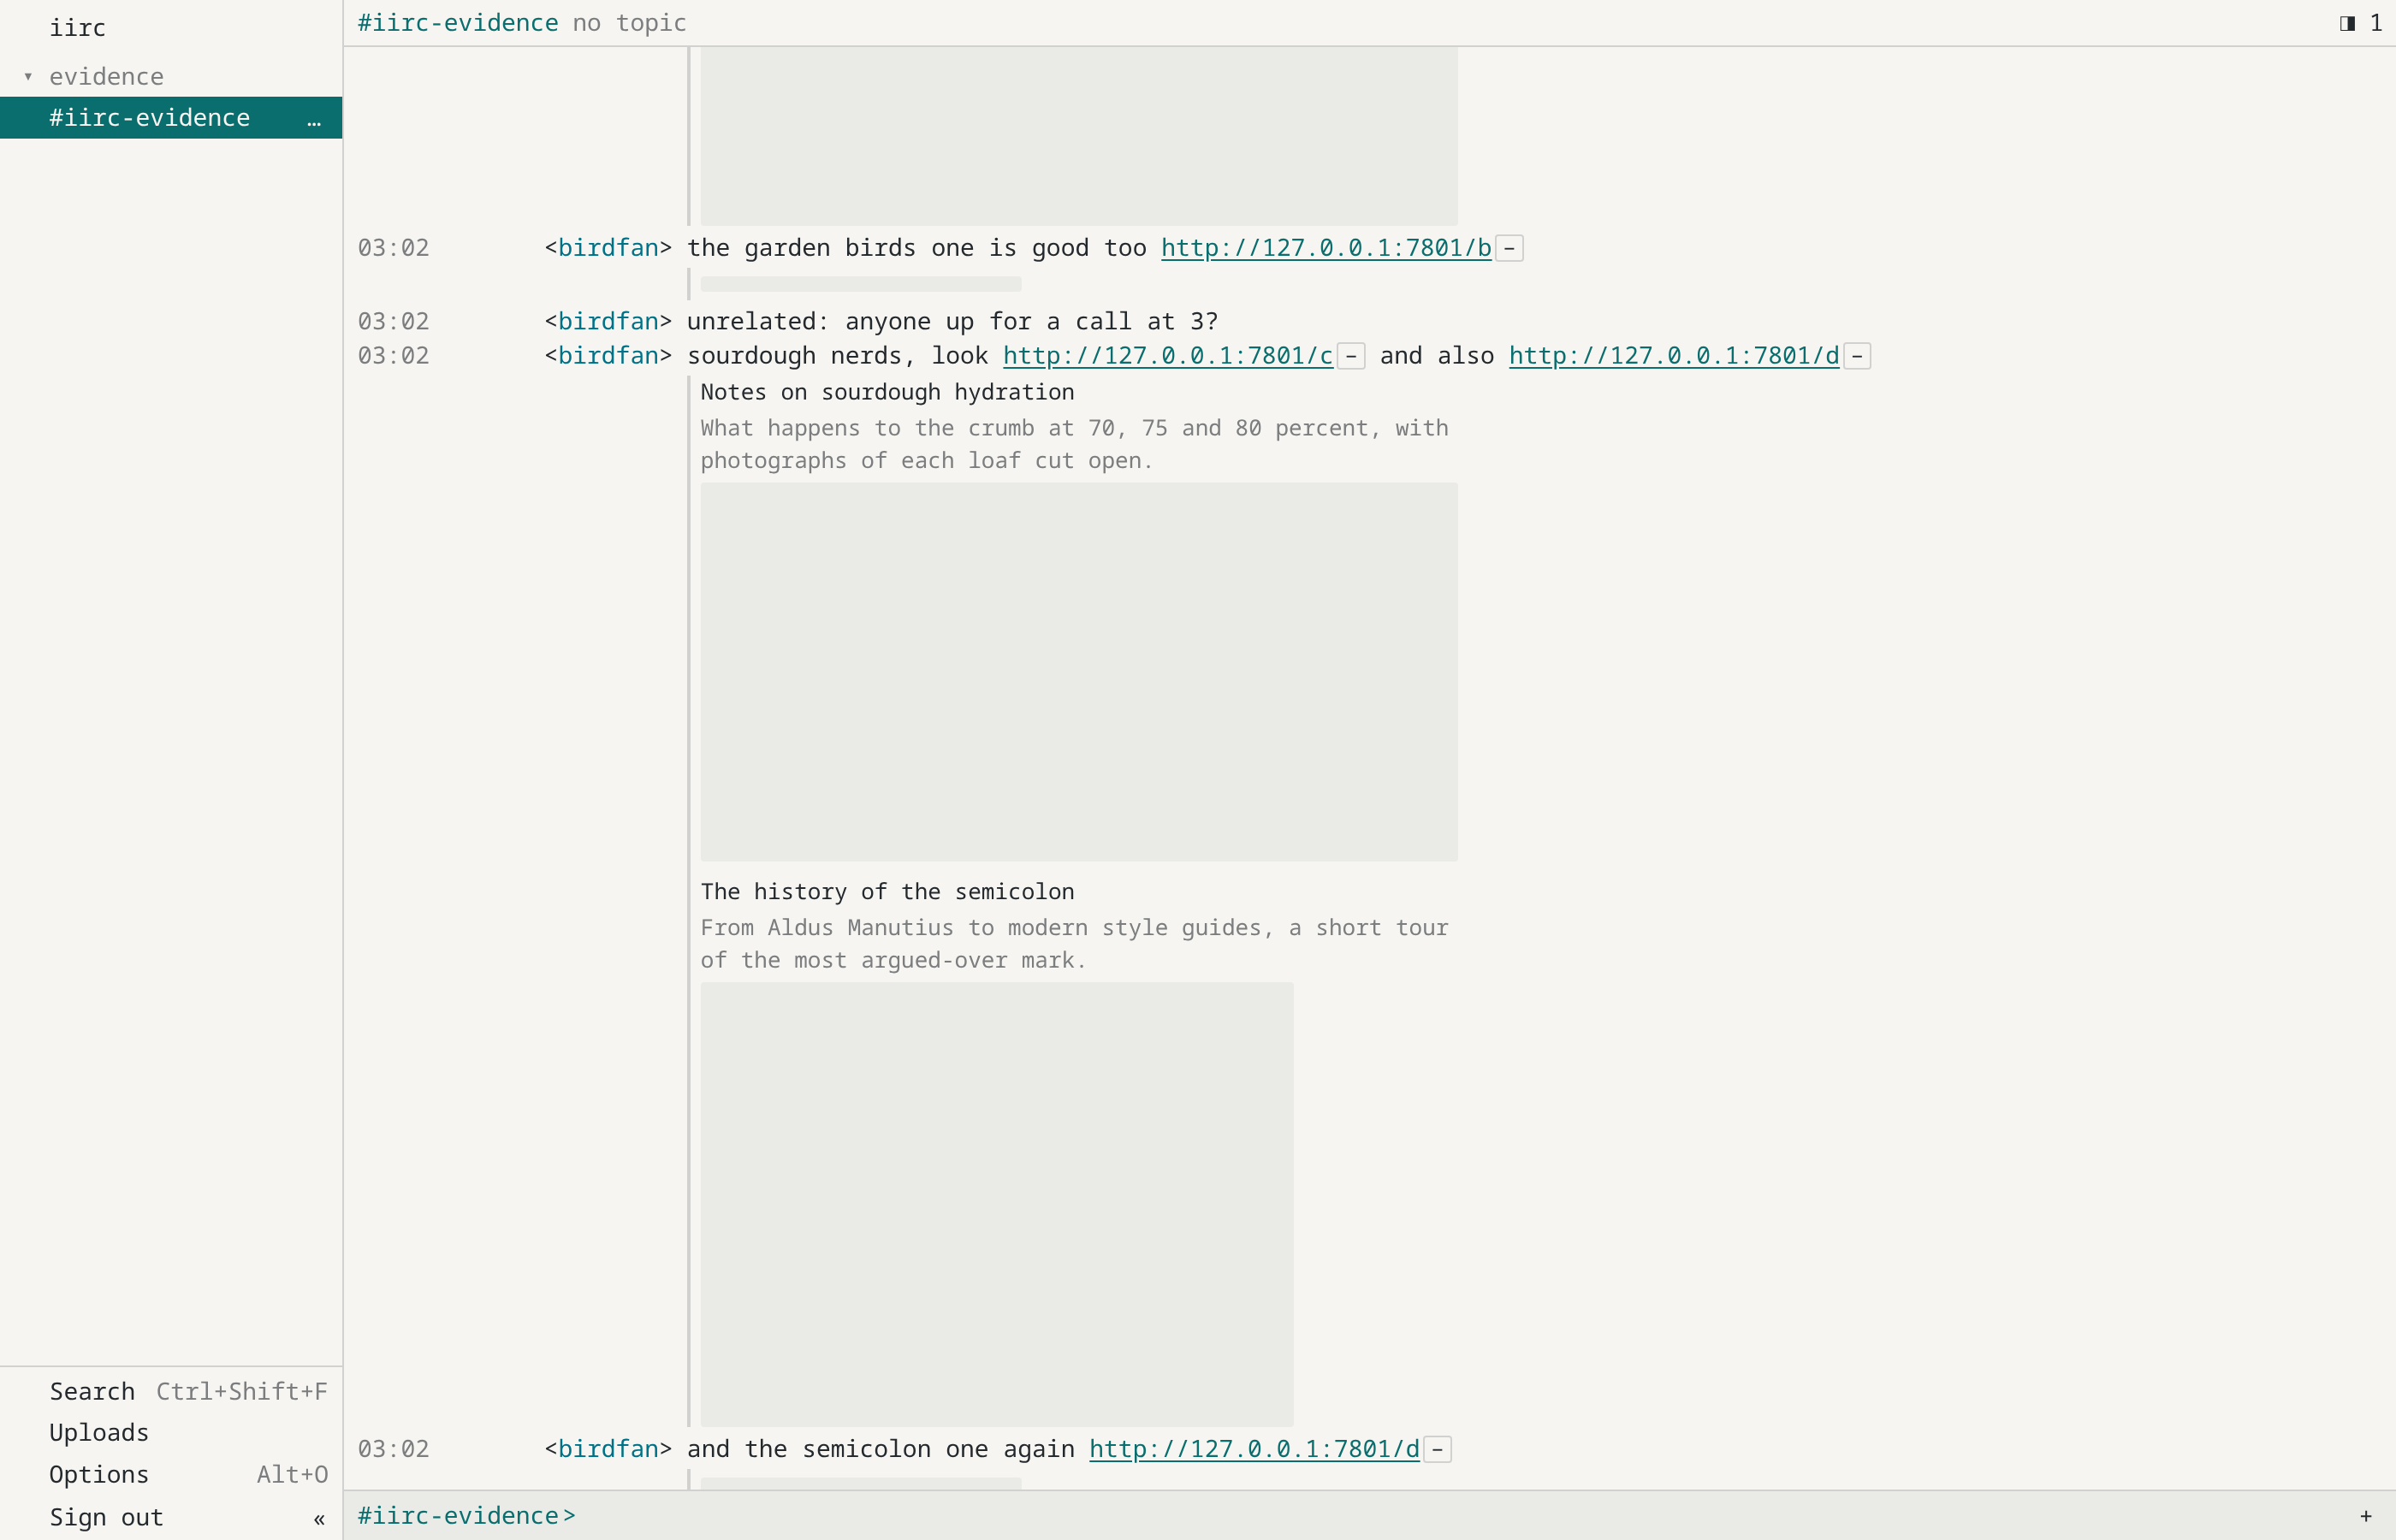 iirc
evidence
#iirc-evidence …
Search Ctrl+Shift+F
Uploads
Options Alt+O
Sign out «
#iirc-evidence no topic 1
03:02 <birdfan> the garden birds one is good too http://127.0.0.1:7801/b –
03:02 <birdfan> unrelated: anyone up for a call at 3?
03:02 <birdfan> sourdough nerds, look http://127.0.0.1:7801/c – and also http://127.0.0.1:7801/d –
Notes on sourdough hydration
What happens to the crumb at 70, 75 and 80 percent, with
photographs of each loaf cut open.
The history of the semicolon
From Aldus Manutius to modern style guides, a short tour
of the most argued-over mark.
03:02 <birdfan> and the semicolon one again http://127.0.0.1:7801/d –
#iirc-evidence> +